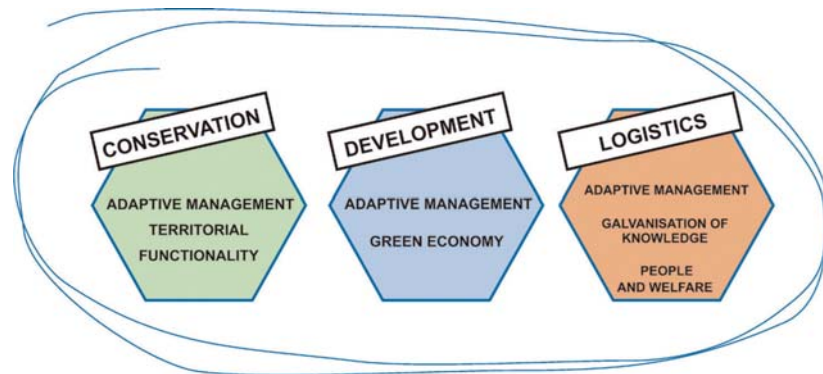 CONSERVATION
ADAPTIVE MANAGEMENT
TERRITORIAL
FUNCTIONALITY
DEVELOPMENT
ADAPTIVE MANAGEMENT
GREEN ECONOMY
LOGISTICS
ADAPTIVE MANAGEMENT
GALVANISATION OF
KNOWLEDGE
PEOPLE
AND WELFARE